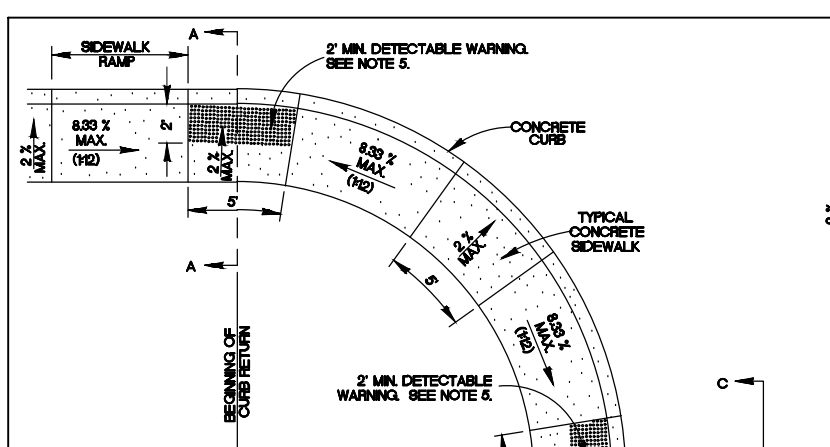 A
SIDEWALK
RAMP
2' MIN. DETECTABLE WARNING.
SEE NOTE 5.
2 %
MAX.
8.33 %
MAX.
(1:12)
2'
2 %
MAX.
8.33 %
MAX.
(1:12)
CONCRETE
CURB
5'
TYPICAL
CONCRETE
SIDEWALK
2 %
MAX.
A
5'
8.33 %
MAX.
(1:12)
BEGINNING OF
CURB RETURN
2' MIN. DETECTABLE
WARNING. SEE NOTE 5.
C